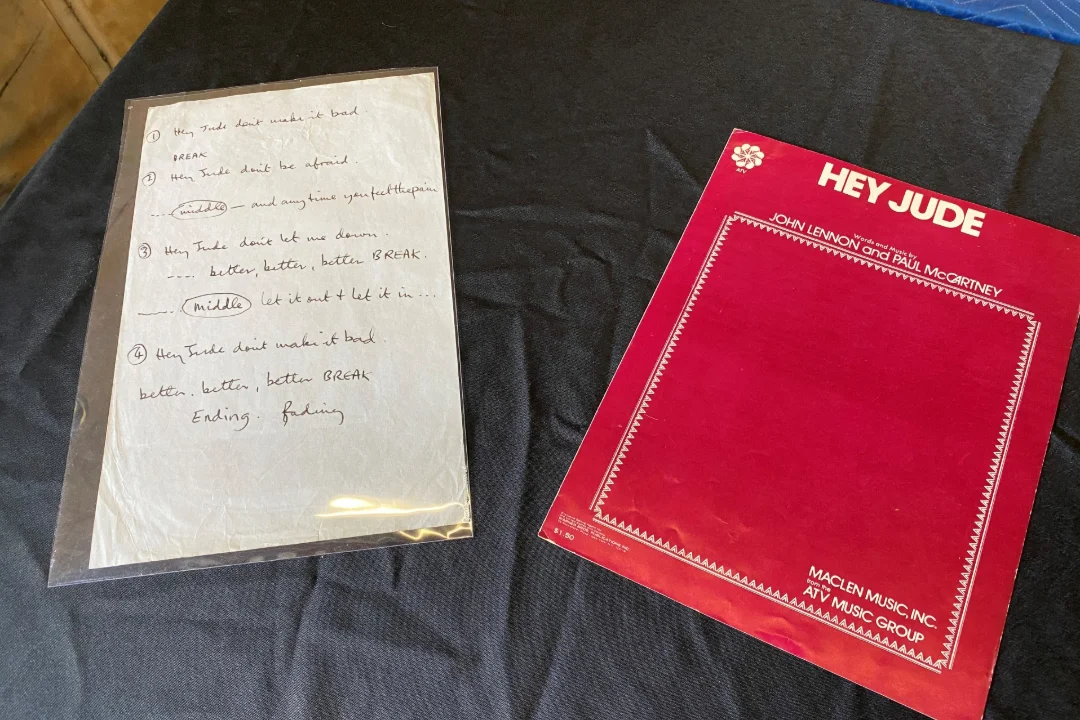 ① Hey Jude don't make it bad.
BREAK
② Hey Jude don't be afraid.
.... middle — and anytime you feel the pain
③ Hey Jude don't let me down.
---- better, better, better BREAK.
...... middle let it out + let it in ...
④ Hey Jude don't make it bad.
better. better, better BREAK
Ending. fading
ATV
HEY JUDE
Words and Music by
JOHN LENNON and PAUL McCARTNEY
$1.50
MACLEN MUSIC, INC.
from the
ATV MUSIC GROUP